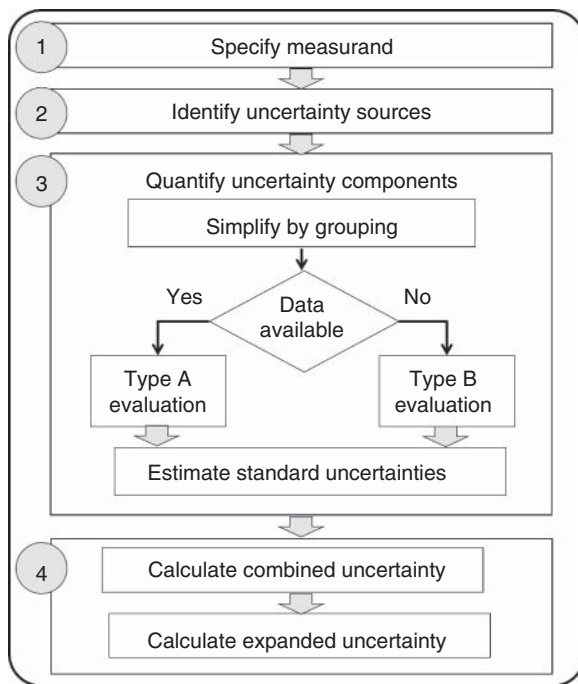 1
Specify measurand
2
Identify uncertainty sources
3
Quantify uncertainty components
Simplify by grouping
Yes
Data
available
No
Type A
evaluation
Type B
evaluation
Estimate standard uncertainties
4
Calculate combined uncertainty
Calculate expanded uncertainty